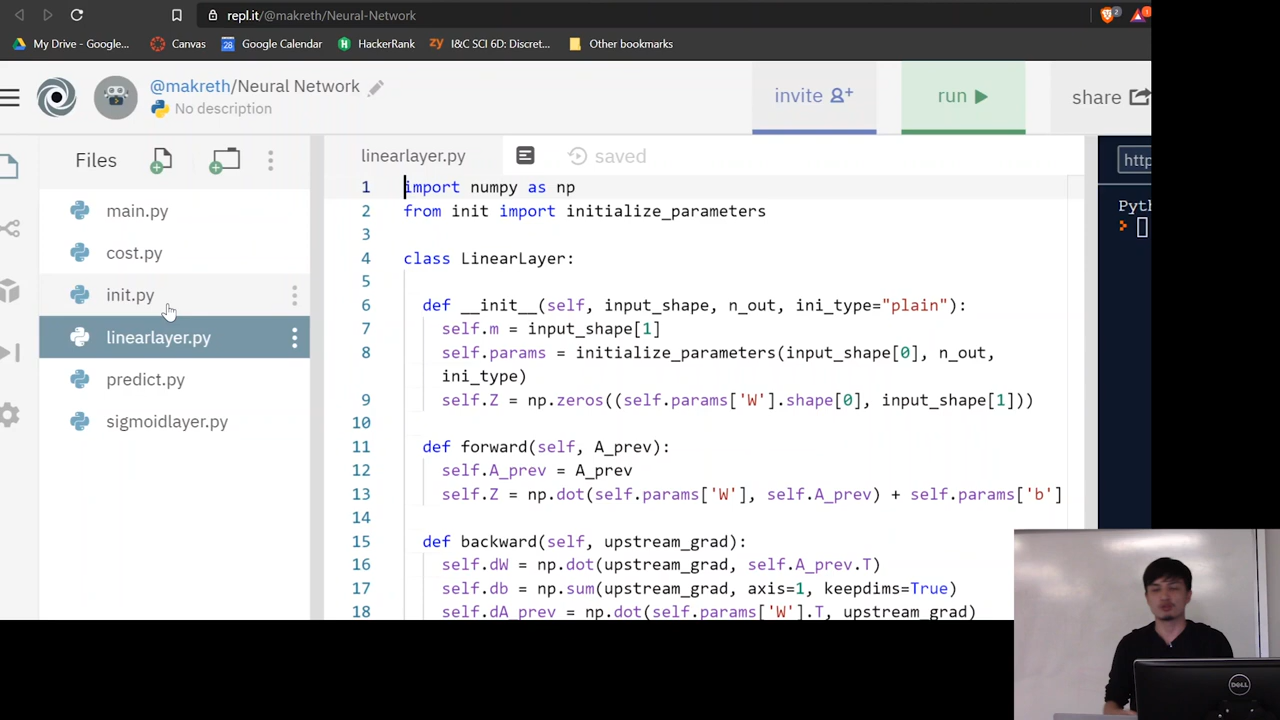 repl.it/@makreth/Neural-Network
2
1
My Drive - Google...
Canvas
28
Google Calendar
HackerRank
zy
I&C SCI 6D: Discret...
Other bookmarks
@makreth/Neural Network
No description
invite
run
share
Files
main.py
cost.py
init.py
linearlayer.py
predict.py
sigmoidlayer.py
linearlayer.py
saved
1 import numpy as np
2 from init import initialize_parameters
3
4 class LinearLayer:
5
6 def __init__(self, input_shape, n_out, ini_type="plain"):
7 self.m = input_shape[1]
8 self.params = initialize_parameters(input_shape[0], n_out,
ini_type)
9 self.Z = np.zeros((self.params['W'].shape[0], input_shape[1]))
10
11 def forward(self, A_prev):
12 self.A_prev = A_prev
13 self.Z = np.dot(self.params['W'], self.A_prev) + self.params['b']
14
15 def backward(self, upstream_grad):
16 self.dW = np.dot(upstream_grad, self.A_prev.T)
17 self.db = np.sum(upstream_grad, axis=1, keepdims=True)
18 self.dA_prev = np.dot(self.params['W'].T, upstream_grad)
http
Pyth
DELL